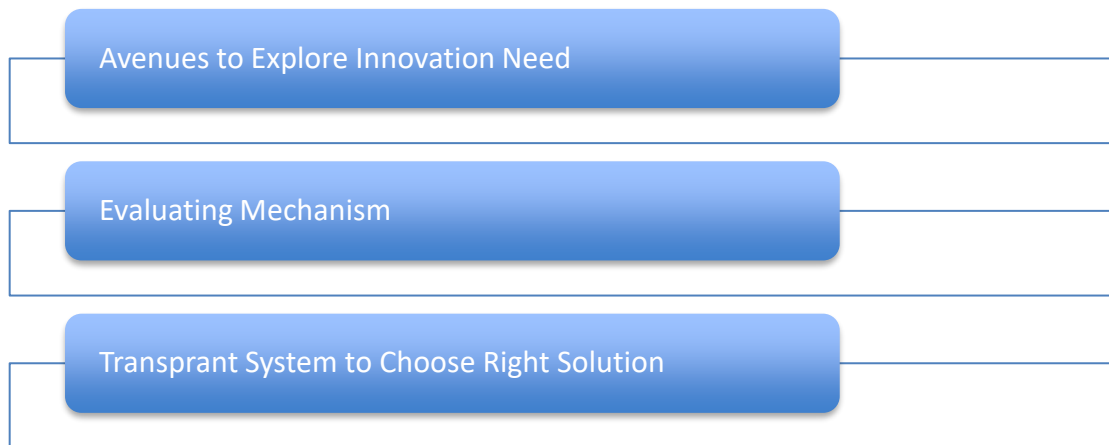 Avenues to Explore Innovation Need
Evaluating Mechanism
Transprant System to Choose Right Solution